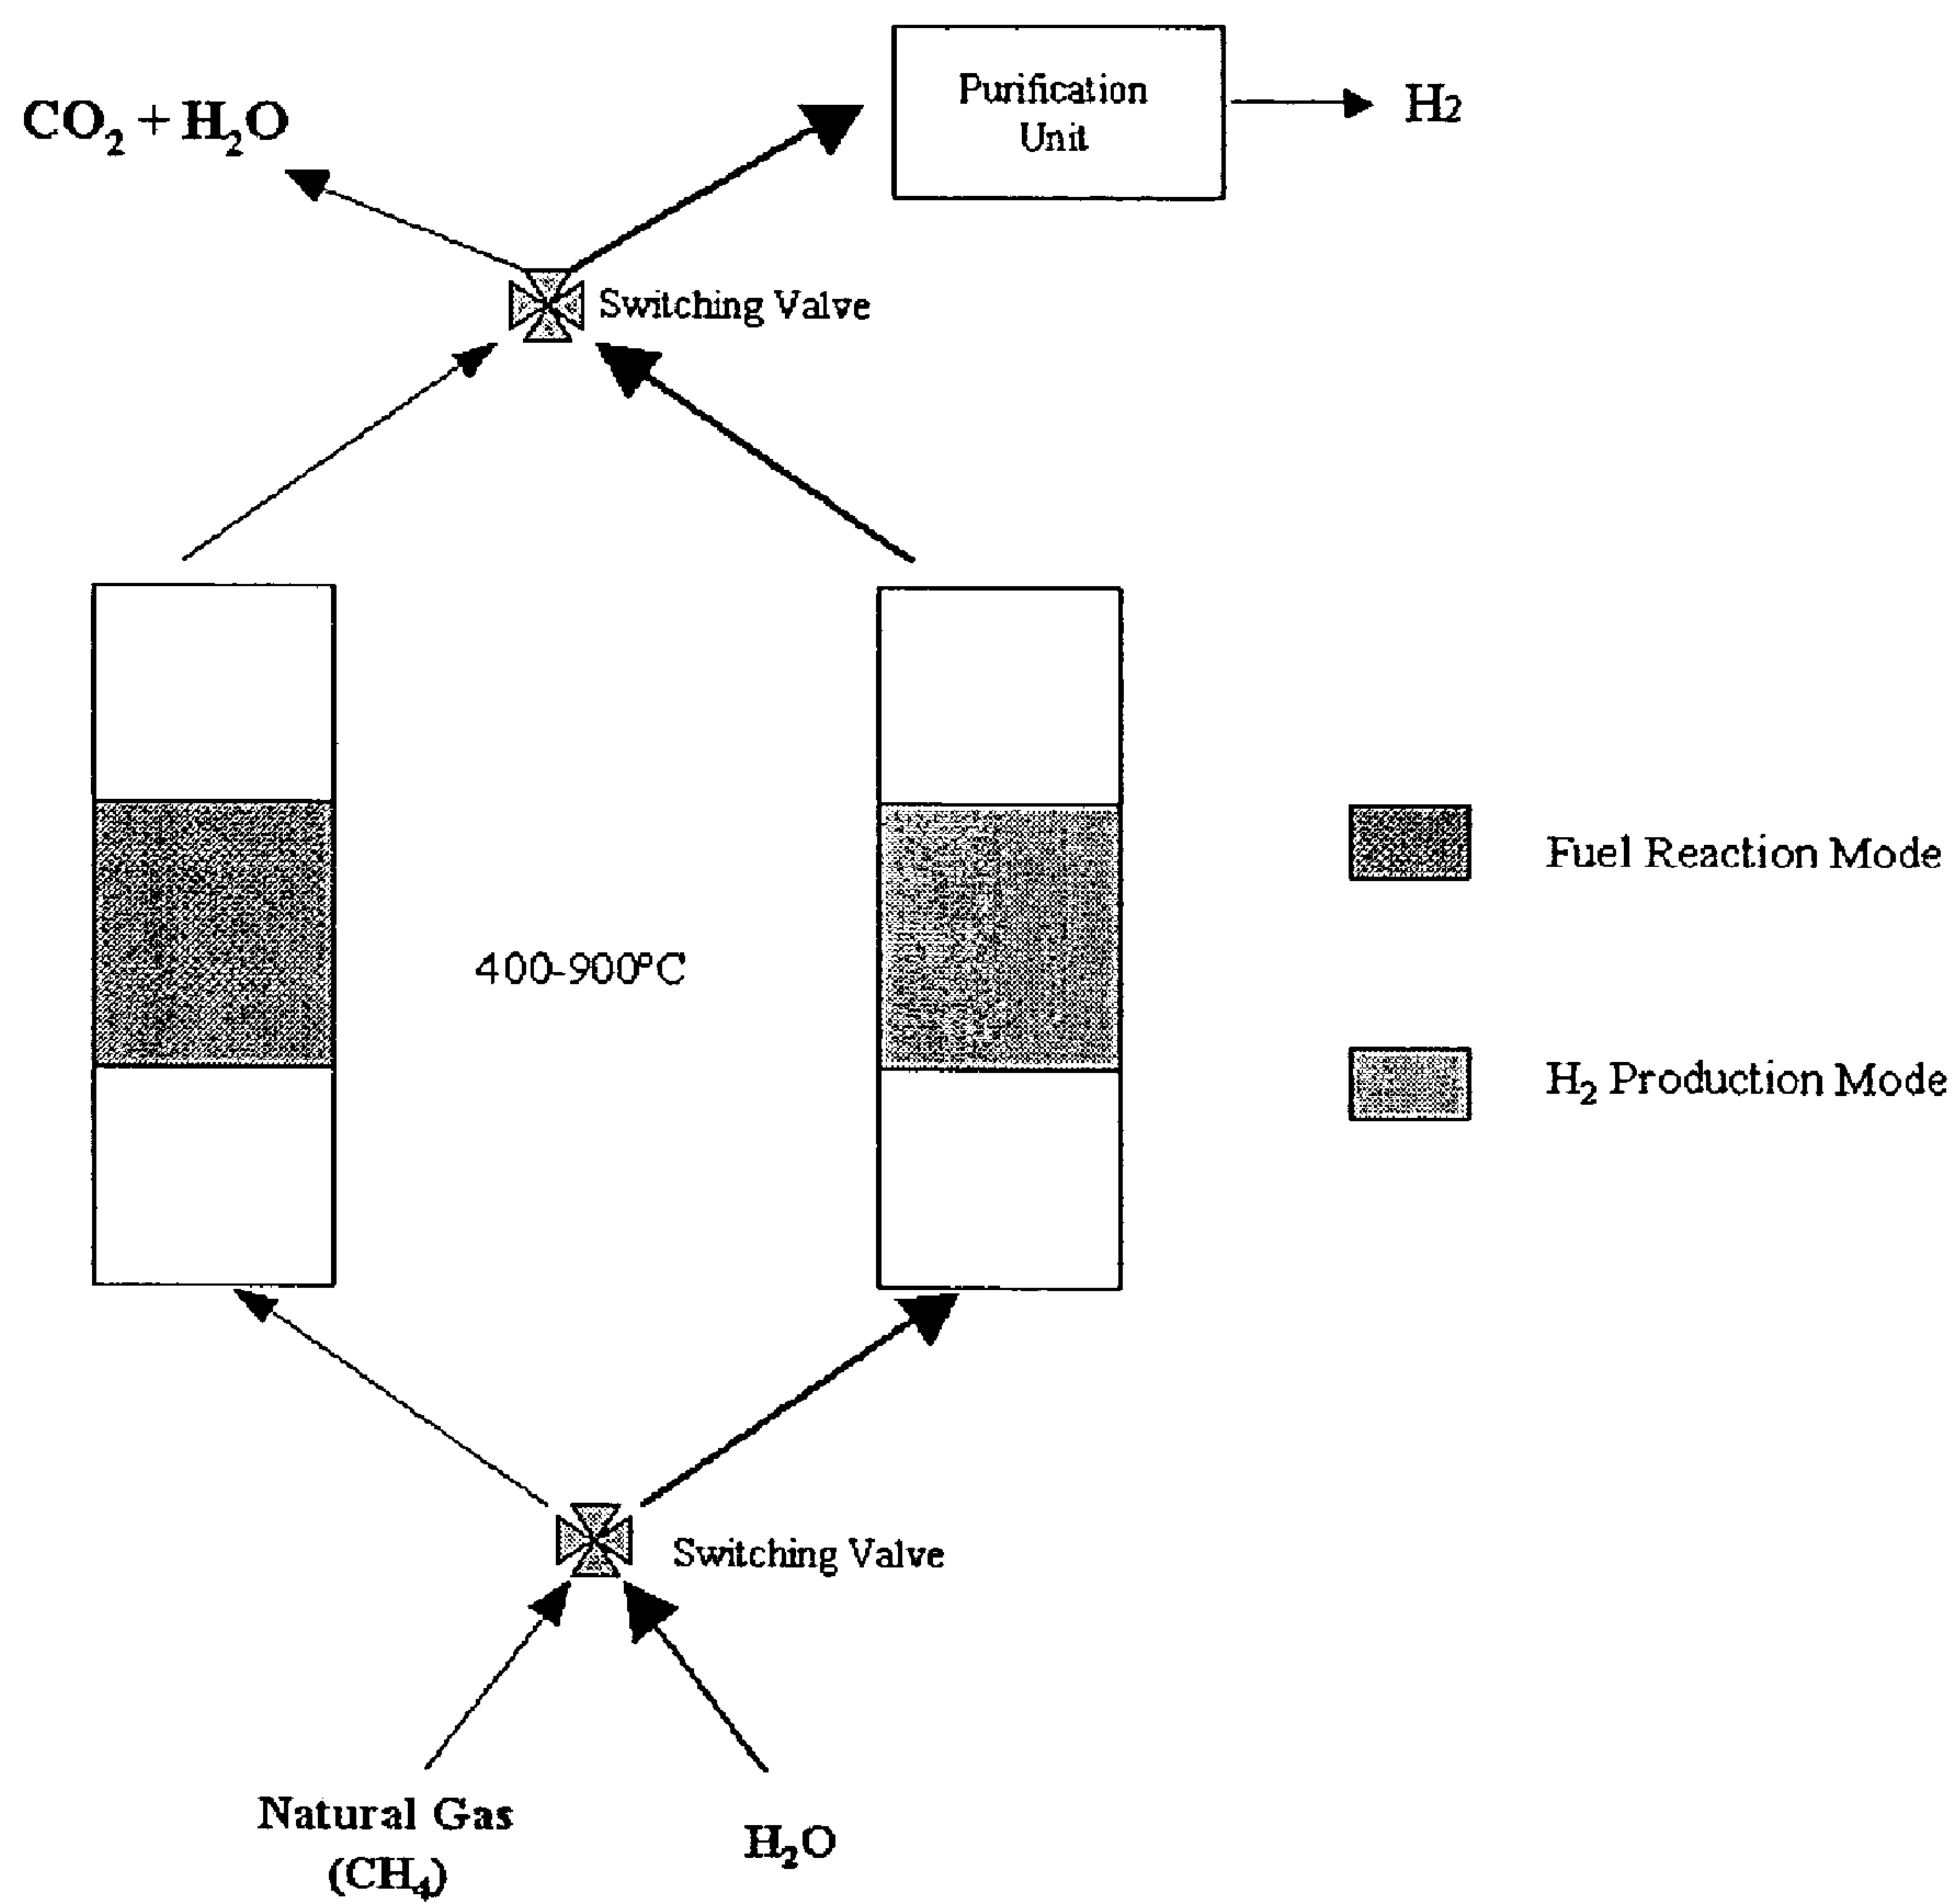 Purification
Unit
H2
CO₂ + H₂O
Switching Valve
400-900°C
Fuel Reaction Mode
H₂ Production Mode
Switching Valve
Natural Gas
(CH₄)
H₂O